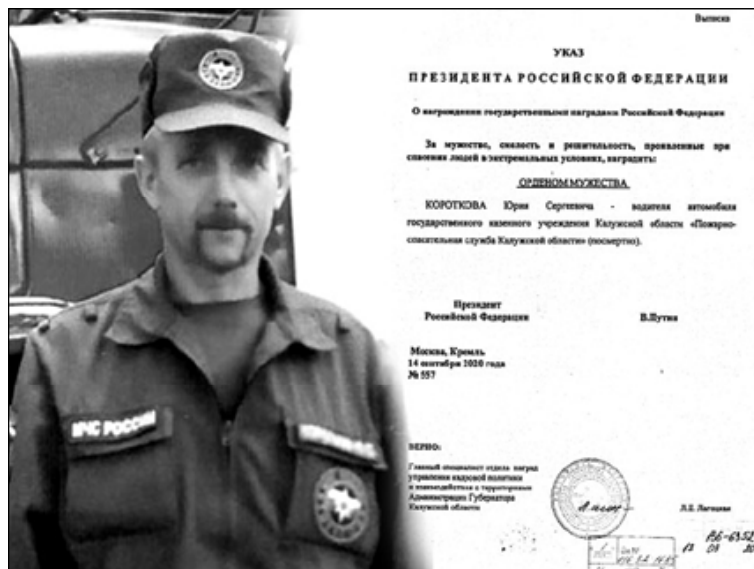 Выписка
УКАЗ
ПРЕЗИДЕНТА РОССИЙСКОЙ ФЕДЕРАЦИИ
О награждении государственными наградами Российской Федерации
За мужество, смелость и решительность, проявленные при
спасении людей в экстремальных условиях, наградить:
ОРДЕНОМ МУЖЕСТВА
КОРОТКОВА Юрия Сергеевича - водителя автомобиля
государственного казенного учреждения Калужской области «Пожарно-
спасательная служба Калужской области» (посмертно).
Президент
Российской Федерации В.Путин
Москва, Кремль
14 сентября 2020 года
№ 557
ВЕРНО:
Главный специалист отдела наград
управления кадровой политики
и взаимодействия с территориями
Администрации Губернатора
Калужской области
МЧС РОССИИ